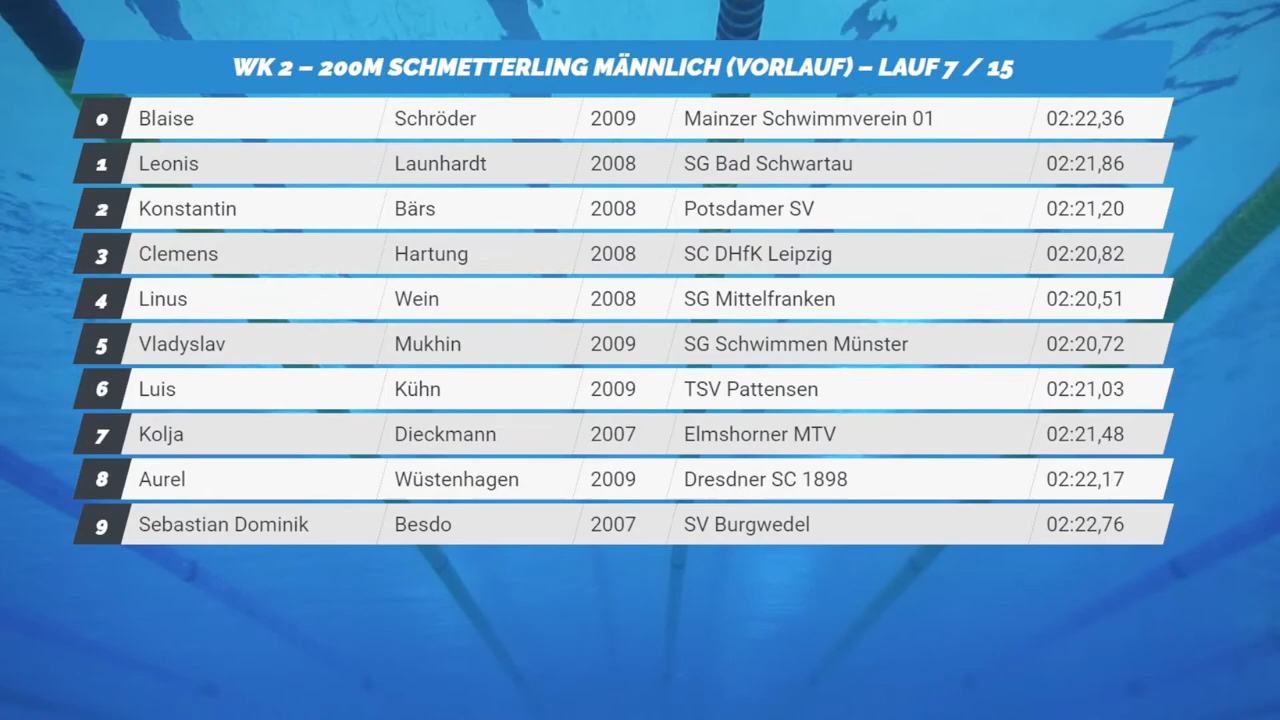 WK 2 – 200M SCHMETTERLING MÄNNLICH (VORLAUF) – LAUF 7 / 15
0 Blaise Schröder 2009 Mainzer Schwimmverein 01 02:22,36
1 Leonis Launhardt 2008 SG Bad Schwartau 02:21,86
2 Konstantin Bärs 2008 Potsdamer SV 02:21,20
3 Clemens Hartung 2008 SC DHfK Leipzig 02:20,82
4 Linus Wein 2008 SG Mittelfranken 02:20,51
5 Vladyslav Mukhin 2009 SG Schwimmen Münster 02:20,72
6 Luis Kühn 2009 TSV Pattensen 02:21,03
7 Kolja Dieckmann 2007 Elmshorner MTV 02:21,48
8 Aurel Wüstenhagen 2009 Dresdner SC 1898 02:22,17
9 Sebastian Dominik Besdo 2007 SV Burgwedel 02:22,76